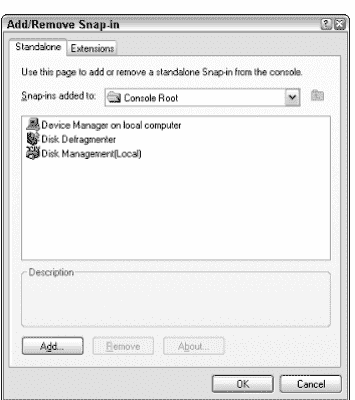 Add/Remove Snap-in
Standalone Extensions
Use this page to add or remove a standalone Snap-in from the console.
Snap-ins added to: Console Root
Device Manager on local computer
Disk Defragmenter
Disk Management(Local)
Description
Add... Remove About...
OK Cancel